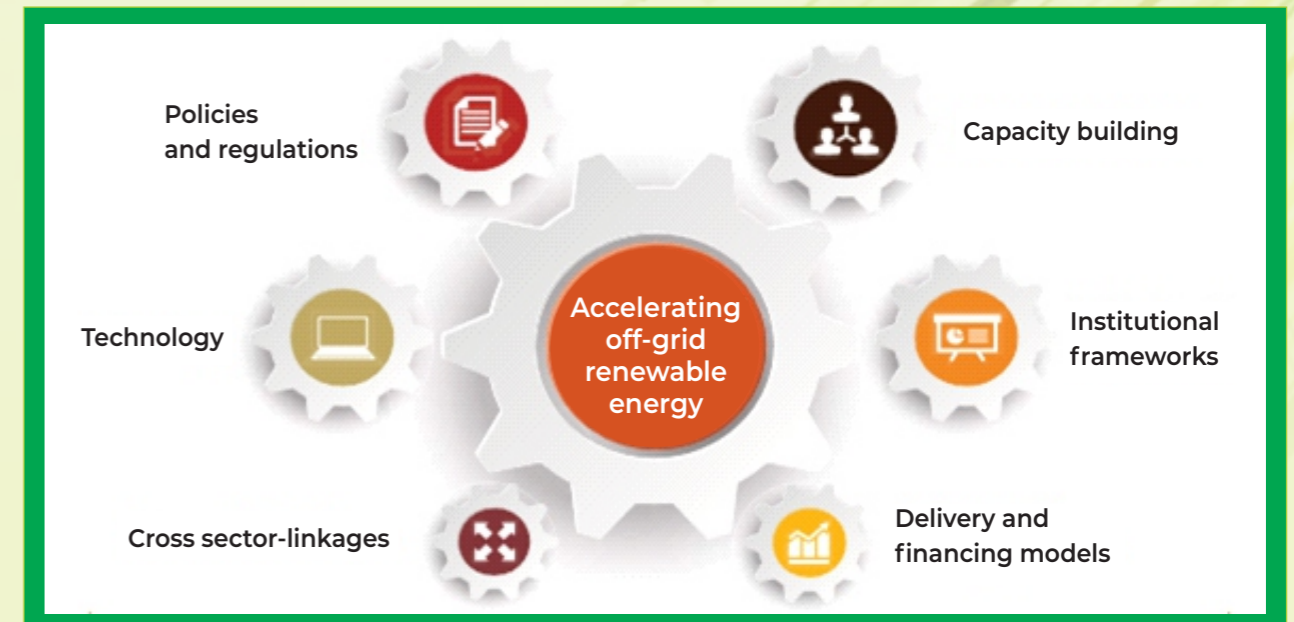 Policies
and regulations
Capacity building
Accelerating
off-grid
renewable
energy
Technology
Institutional
frameworks
Cross sector-linkages
Delivery and
financing models